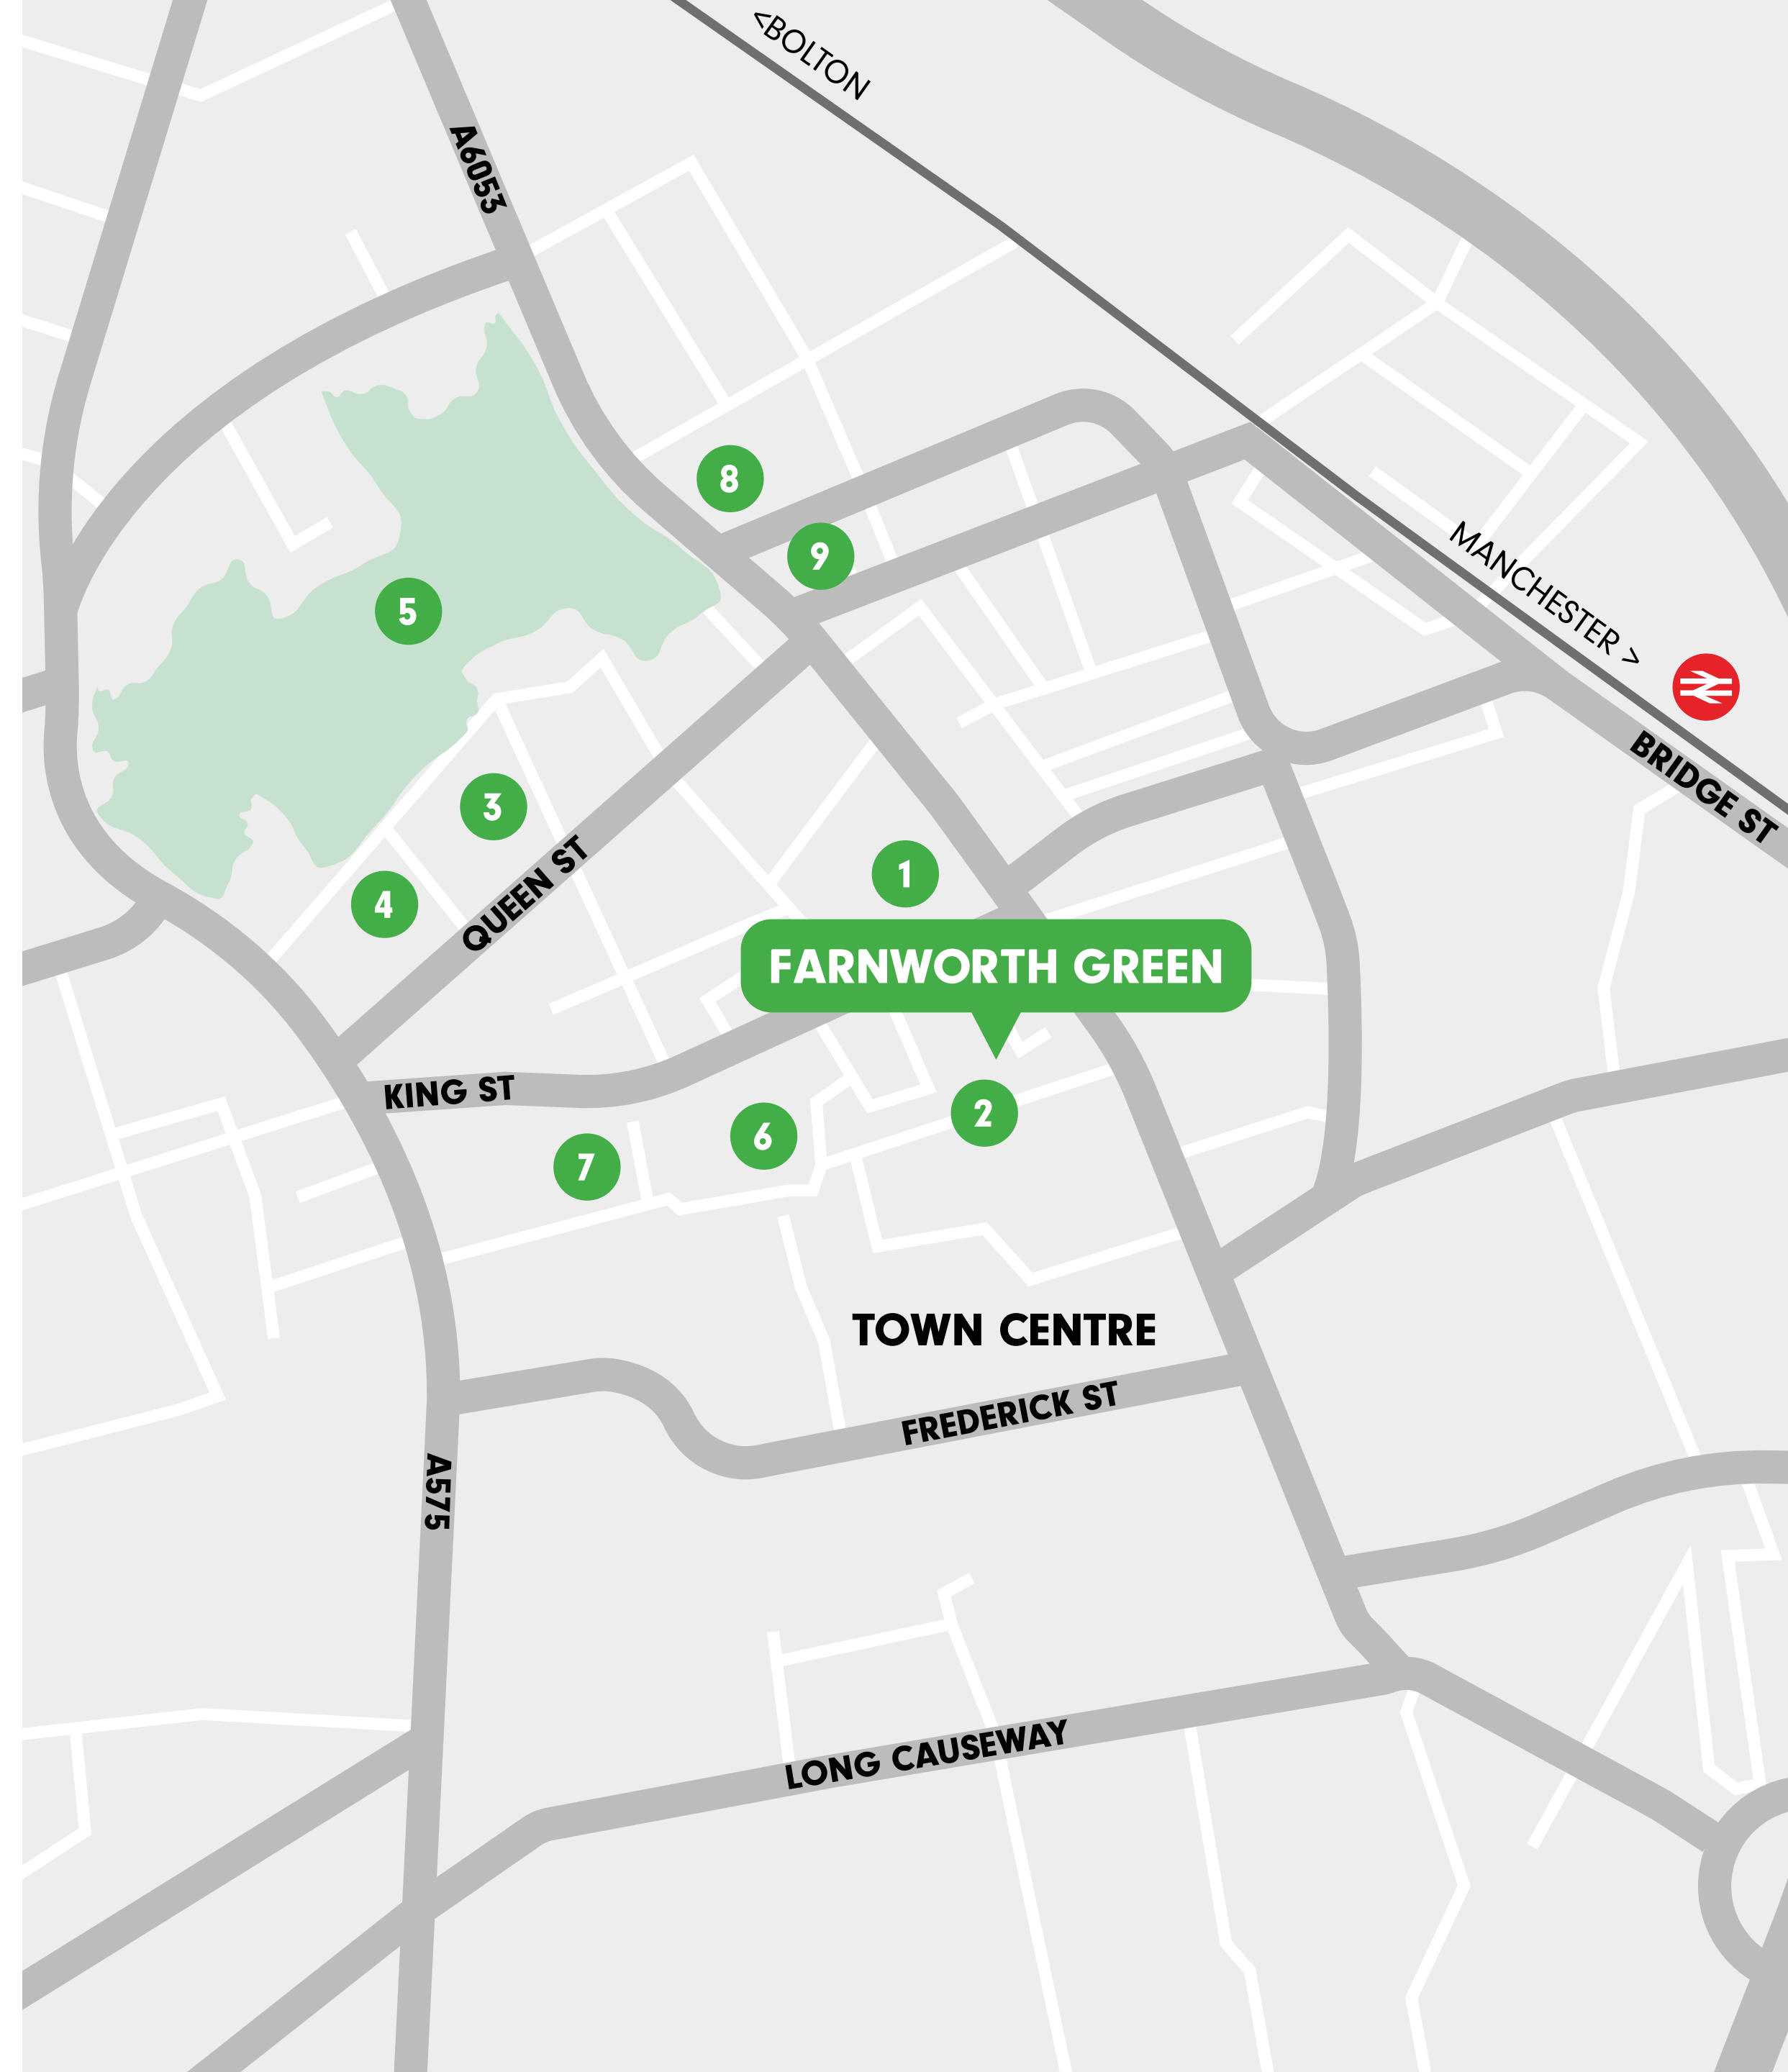 <BOLTON
A6053
8
9
MANCHESTER >
5
BRIDGE ST
3
1
QUEEN ST
4
FARNWORTH GREEN
KING ST
2
6
7
TOWN CENTRE
FREDERICK ST
A575
LONG CAUSEWAY